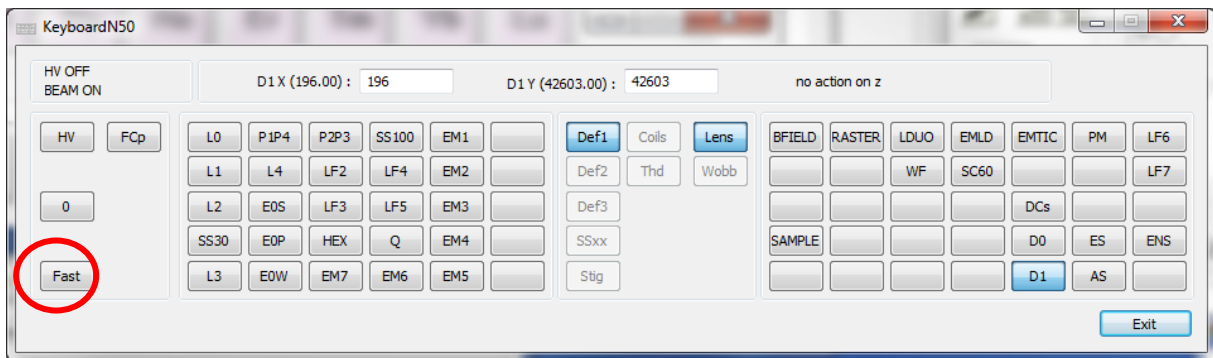 KeyboardN50
HV OFF
BEAM ON
D1 X (196.00) : 196 D1 Y (42603.00) : 42603 no action on z
HV FCp L0 P1P4 P2P3 SS100 EM1 Def1 Coils Lens BFIELD RASTER LDUO EMLD EMTIC PM LF6
L1 L4 LF2 LF4 EM2 Def2 Thd Wobb WF SC60 LF7
0 L2 E0S LF3 LF5 EM3 Def3 DCs
SS30 E0P HEX Q EM4 SSxx SAMPLE D0 ES ENS
Fast L3 E0W EM7 EM6 EM5 Stig D1 AS
Exit